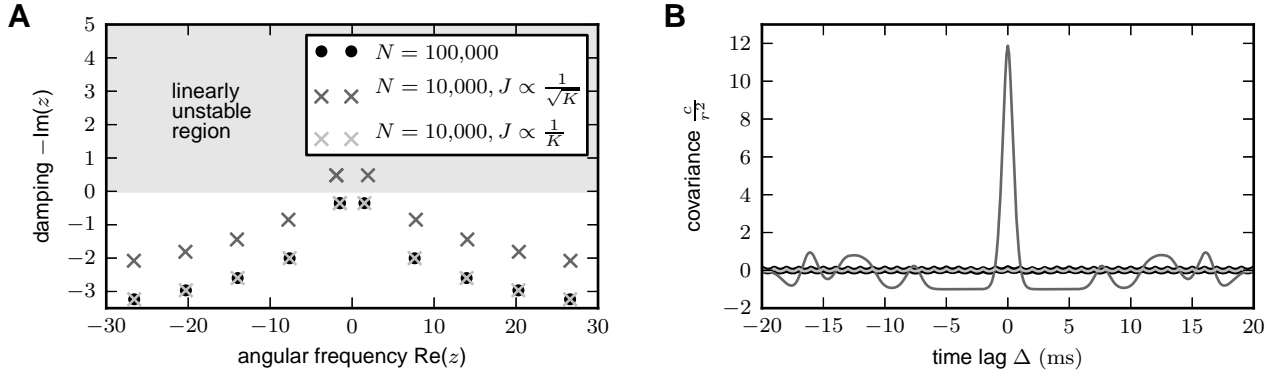 A
5
4
3
2
1
0
−1
−2
−3
−30 −20 −10 0 10 20 30
damping −Im(z)
angular frequency Re(z)
linearly
unstable
region
N = 100,000
N = 10,000, J ∝ 1/√K
N = 10,000, J ∝ 1/K
B
12
10
8
6
4
2
0
−2
−20 −15 −10 −5 0 5 10 15 20
covariance c/r²
time lag Δ (ms)